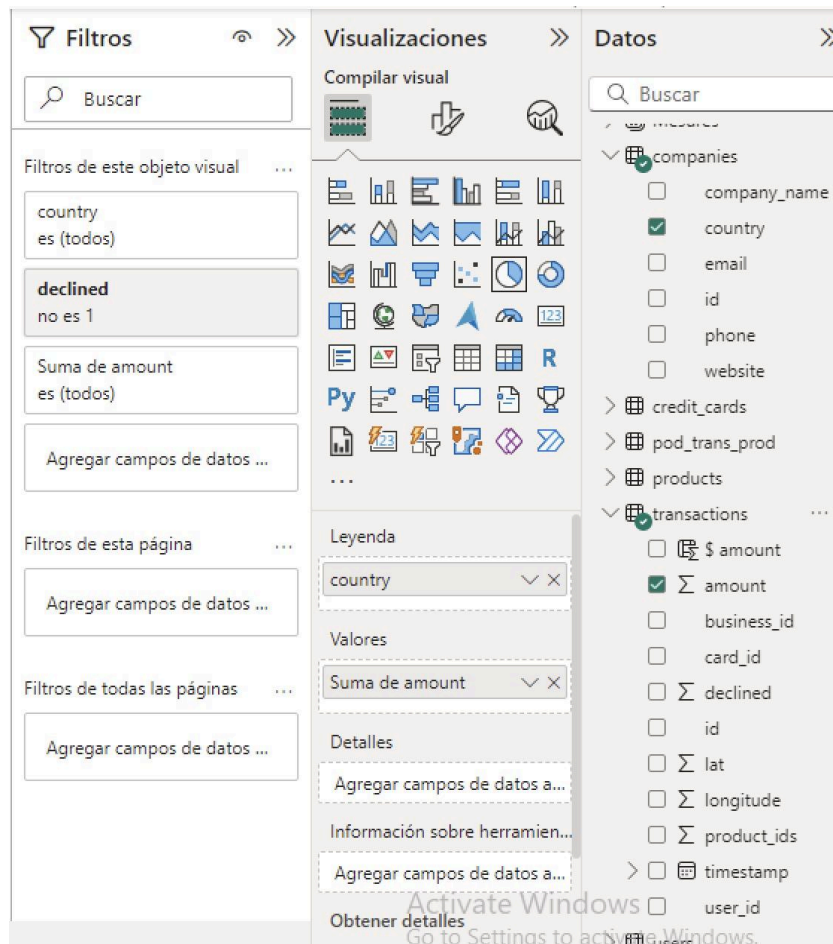 Filtros
Buscar
Filtros de este objeto visual ...
country
es (todos)
declined
no es 1
Suma de amount
es (todos)
Agregar campos de datos ...
Filtros de esta página ...
Agregar campos de datos ...
Filtros de todas las páginas ...
Agregar campos de datos ...
Visualizaciones
Compilar visual
123
R
Py
123
...
Leyenda
country
Valores
Suma de amount
Detalles
Agregar campos de datos a...
Información sobre herramien...
Agregar campos de datos a...
Obtener detalles
Datos
Buscar
companies
company_name
country
email
id
phone
website
credit_cards
pod_trans_prod
products
transactions ...
$ amount
amount
business_id
card_id
declined
id
lat
longitude
product_ids
timestamp
user_id
users
Activate Windows
Go to Settings to activate Windows.